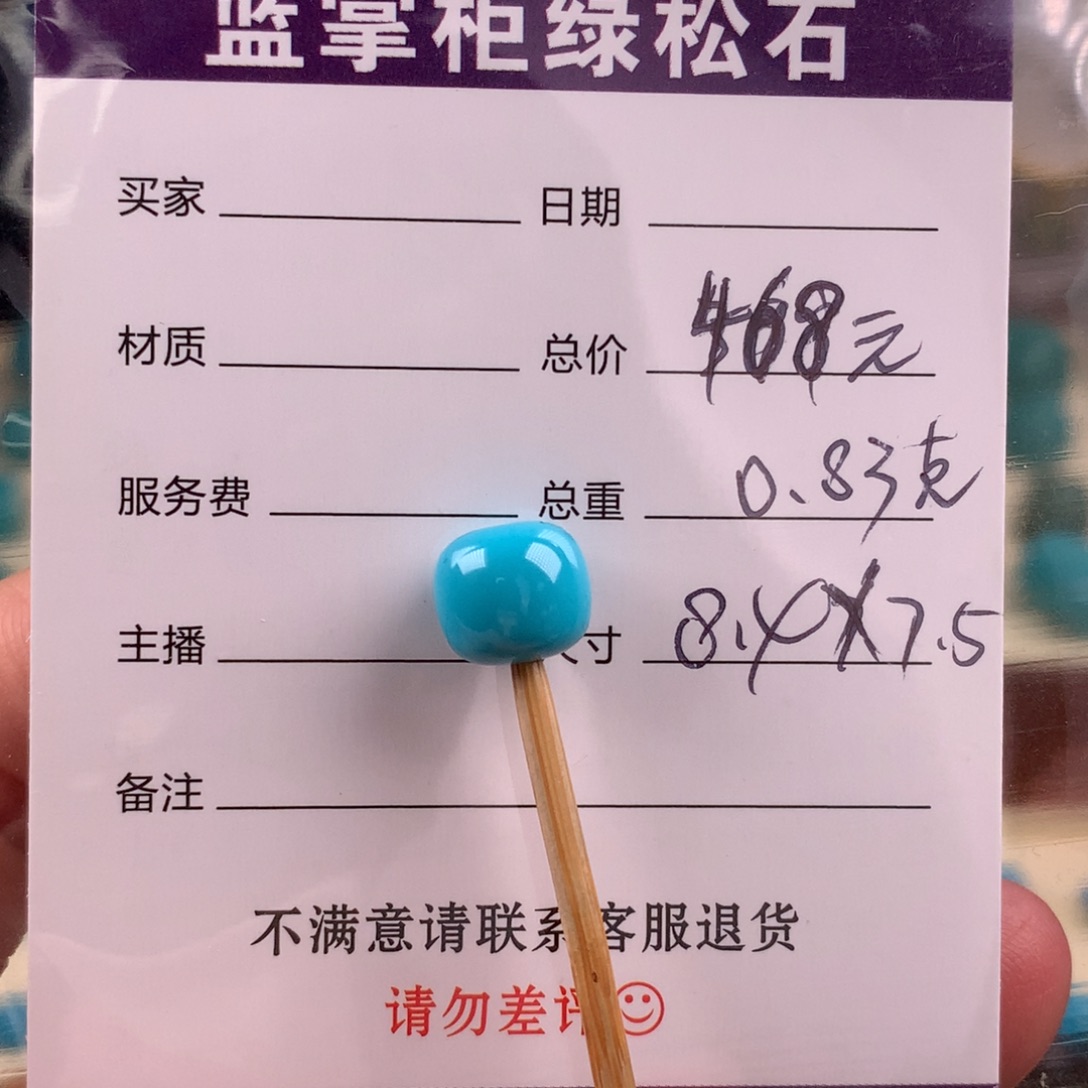 蓝掌柜绿松石
买家 日期
材质 总价 468元
服务费 总重 0.83克
主播 尺寸 8.4X7.5
备注
不满意请联系客服退货
请勿差评